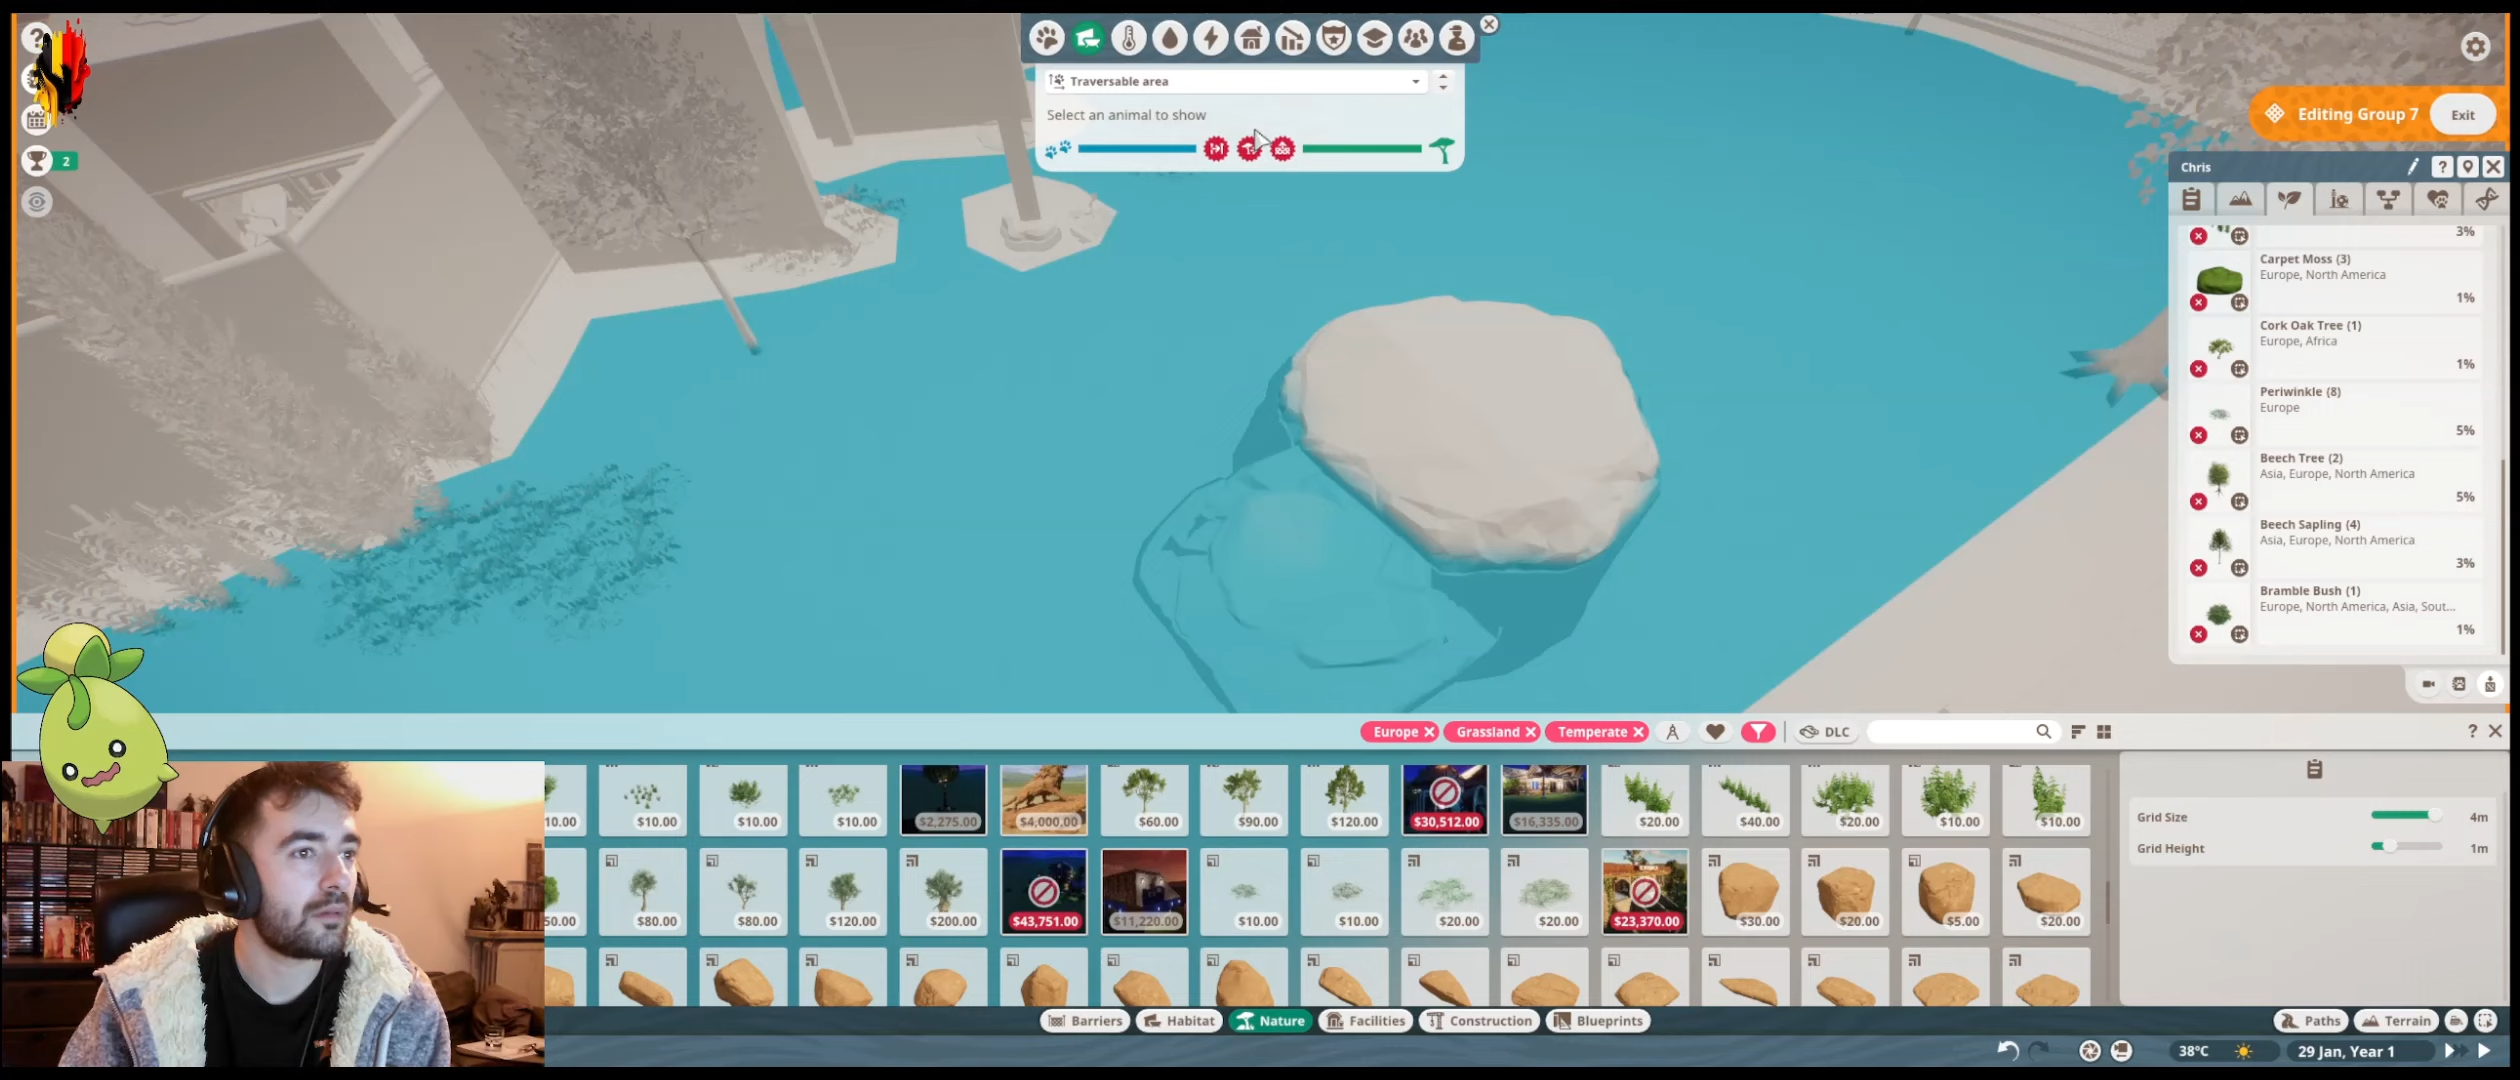 Traversable area
Select an animal to show
Editing Group 7
Exit
2
Chris
3%
Carpet Moss (3)
Europe, North America
1%
Cork Oak Tree (1)
Europe, Africa
1%
Periwinkle (8)
Europe
5%
Beech Tree (2)
Asia, Europe, North America
5%
Beech Sapling (4)
Asia, Europe, North America
3%
Bramble Bush (1)
Europe, North America, Asia, Sout...
1%
Europe
Grassland
Temperate
DLC
10.00 $10.00 $10.00 $10.00 $2,275.00 $4,000.00 $60.00 $90.00 $120.00 $30,512.00 $16,335.00 $20.00 $40.00 $20.00 $10.00 $10.00
50.00 $80.00 $80.00 $120.00 $200.00 $43,751.00 $11,220.00 $10.00 $10.00 $20.00 $20.00 $23,370.00 $30.00 $20.00 $5.00 $20.00
Grid Size 4m
Grid Height 1m
Barriers Habitat Nature Facilities Construction Blueprints
Paths Terrain
38°C 29 Jan, Year 1